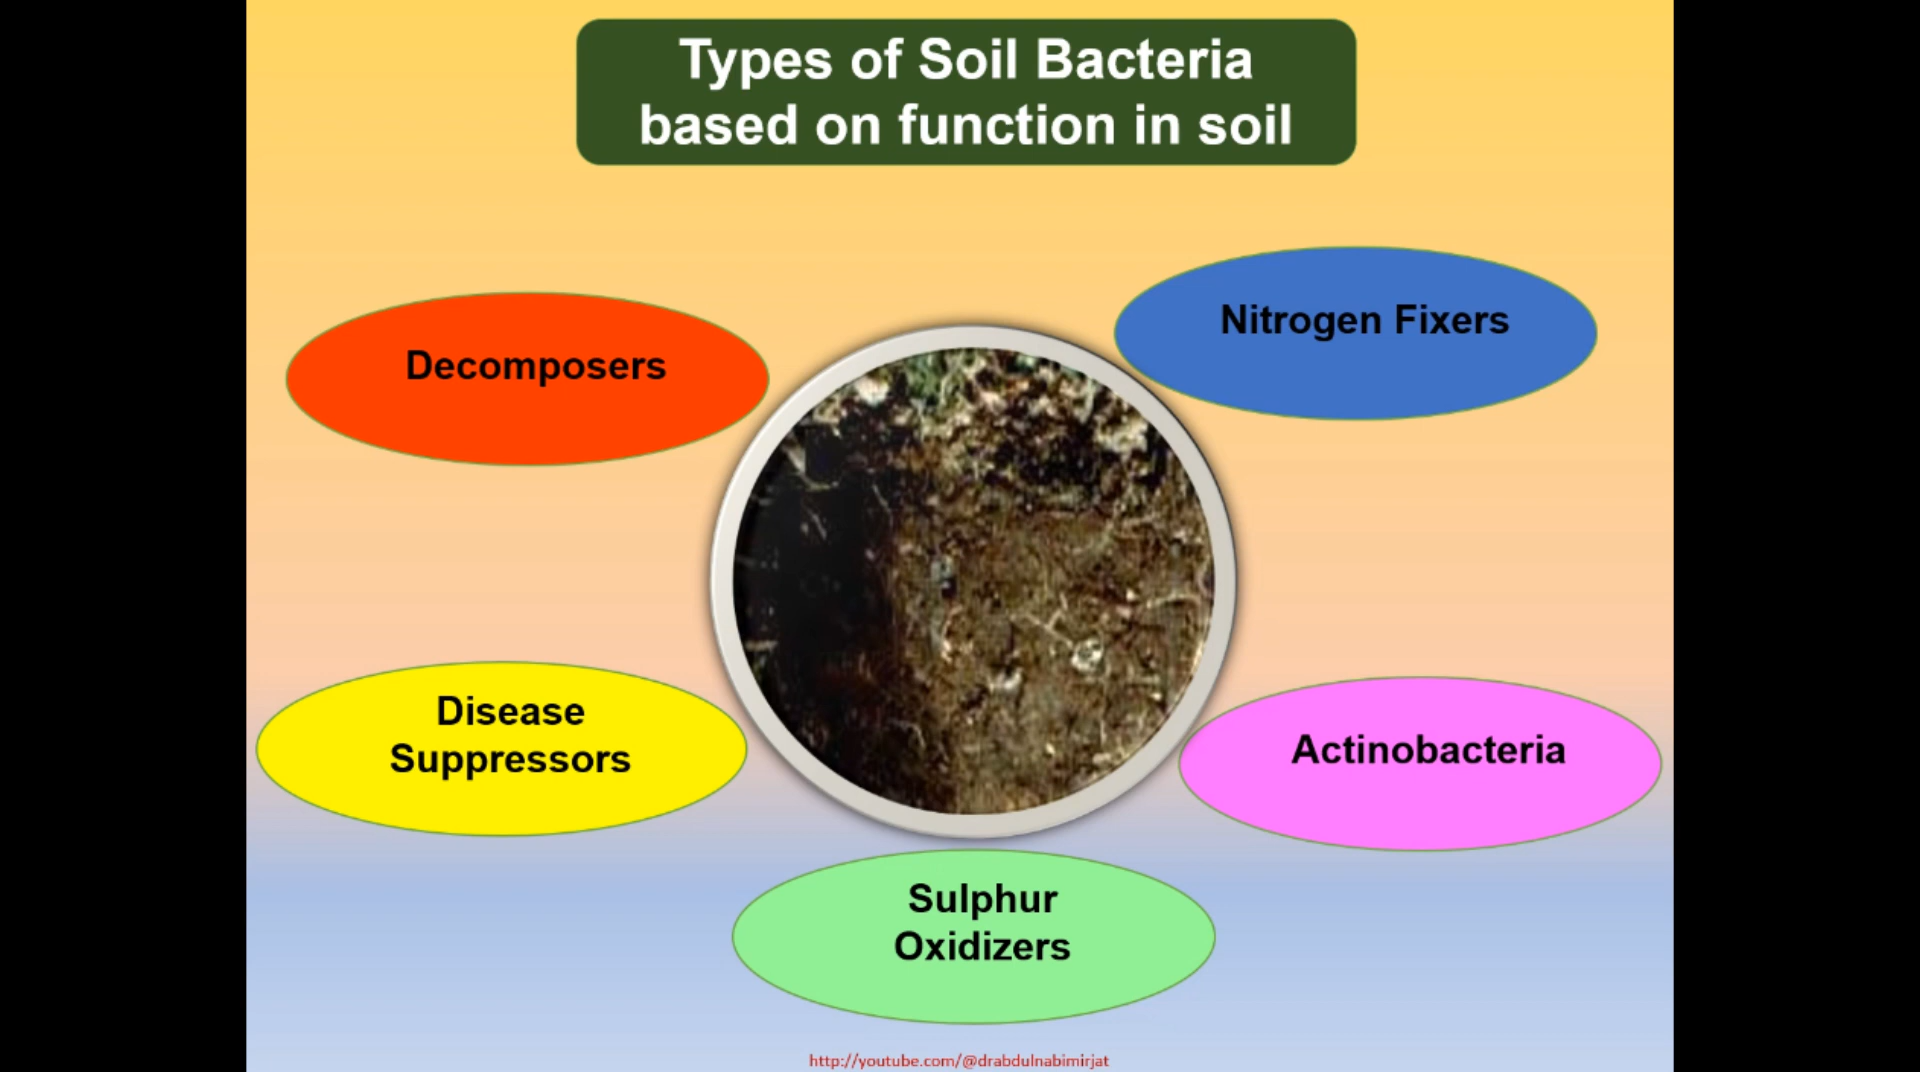 Types of Soil Bacteria
based on function in soil
Nitrogen Fixers
Decomposers
Disease
Suppressors
Actinobacteria
Sulphur
Oxidizers
http://youtube.com/@drabdulnabimirjat